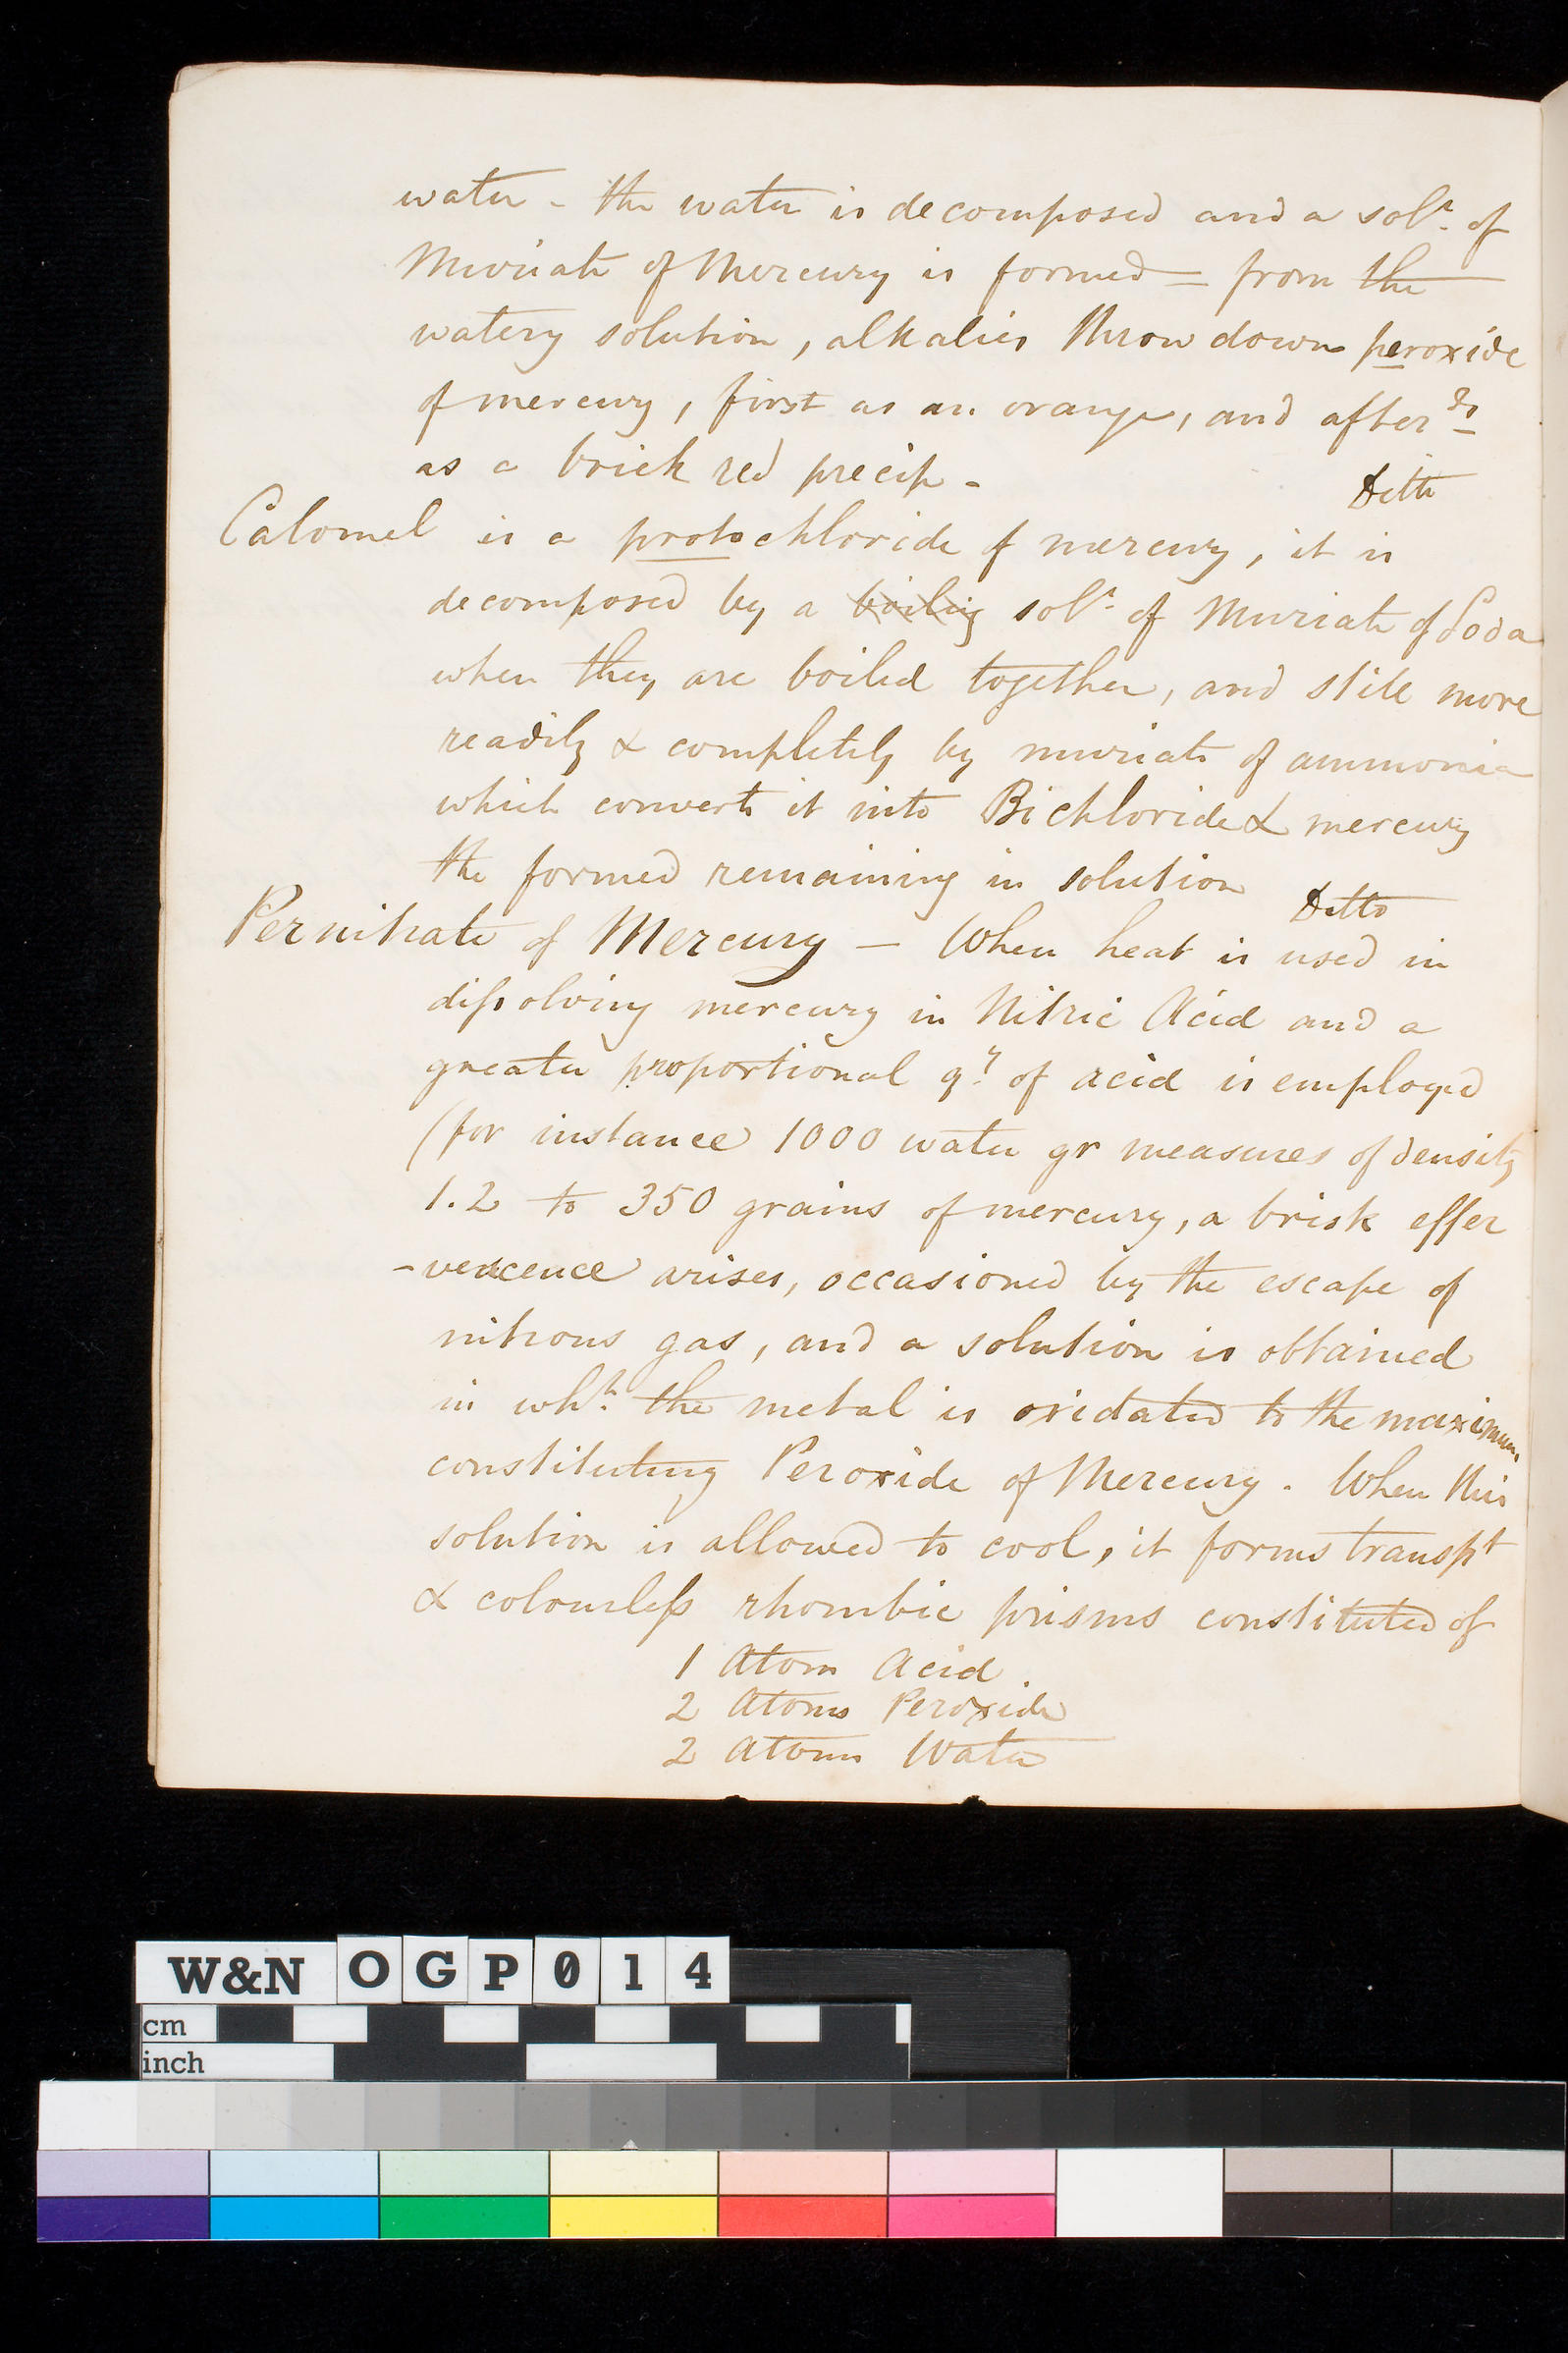 water - the water is decomposed and a solⁿ. of
Muriate of Mercury is formed = from the
watery solution, alkalies throw down peroxide
of mercury, first as an orange, and afterds
as a brick red precip -
Ditto
Calomel is a protochloride of mercury, it is
decomposed by a boiling solⁿ. of Muriate of Soda
when they are boiled together, and still more
readily & completely by muriate of ammonia
which converts it into Bichloride & mercury
the formed remaining in solution
Ditto
Pernitrate of Mercury — When heat is used in
dissolving mercury in Nitric Acid and a
greater proportional qy. of acid is employed
(for instance 1000 water gr measures of density
1.2 to 350 grains of mercury, a brisk effer
-vescence arises, occasioned by the escape of
nitrous gas, and a solution is obtained
in whh. the metal is oxidated to the maximum.
constituting Peroxide of Mercury. When this
solution is allowed to cool, it forms transpt
& colourless rhombic prisms constituted of
1 Atom Acid
2 Atoms Peroxide
2 Atoms Water
W&N OGP014
cm
inch